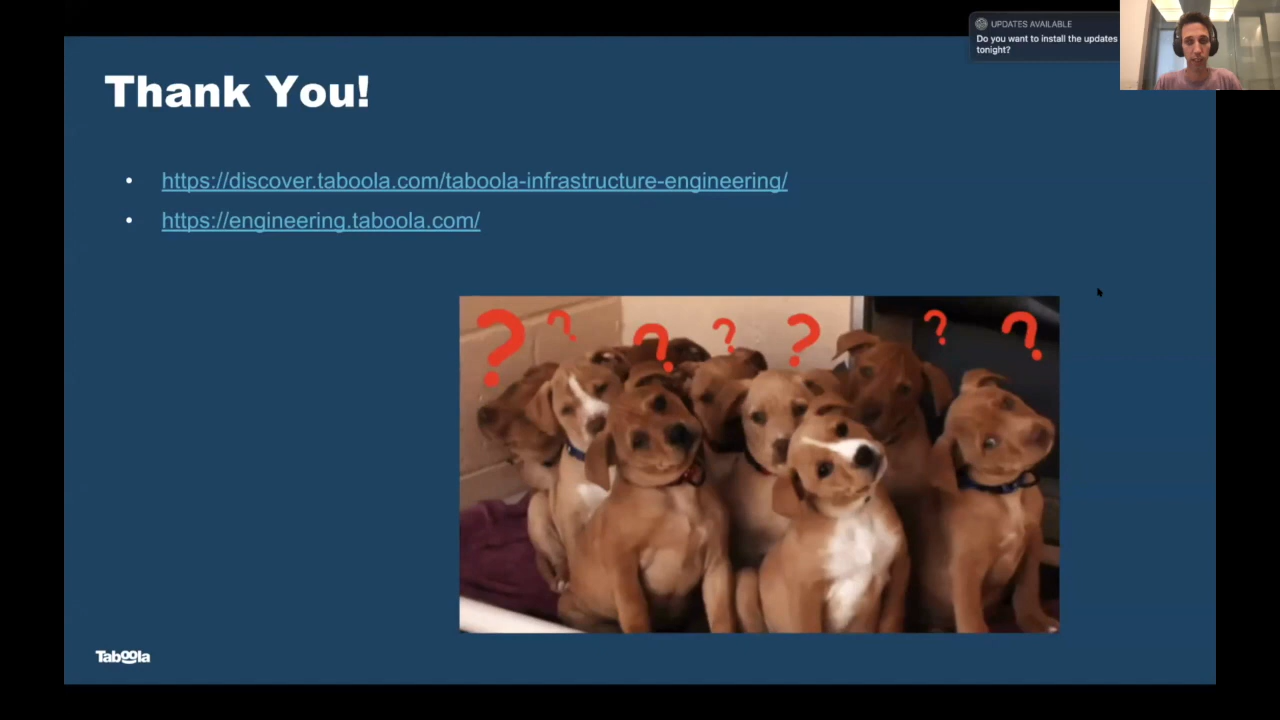 UPDATES AVAILABLE
Do you want to install the updates
tonight?
Thank You!
• https://discover.taboola.com/taboola-infrastructure-engineering/
• https://engineering.taboola.com/
? ? ? ? ? ? ?
Taboola